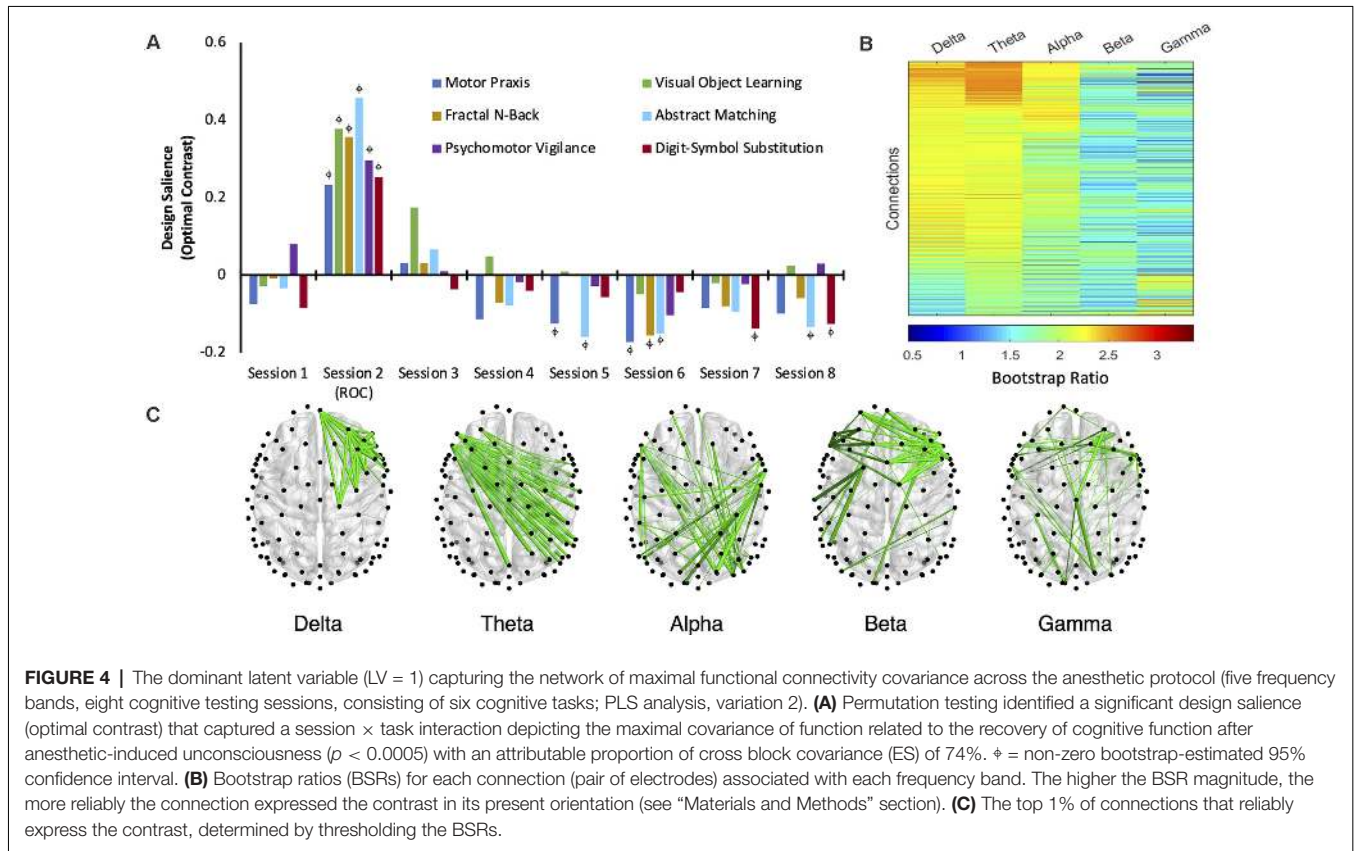 A
0.6
0.4
0.2
0
-0.2
Design Salience
(Optimal Contrast)
Motor Praxis
Visual Object Learning
Fractal N-Back
Abstract Matching
Psychomotor Vigilance
Digit-Symbol Substitution
ϕ ϕ ϕ ϕ ϕ ϕ
ϕ ϕ ϕ ϕ ϕ ϕ ϕ ϕ
Session 1 Session 2 Session 3 Session 4 Session 5 Session 6 Session 7 Session 8
(ROC)
B
Delta Theta Alpha Beta Gamma
Connections
0.5 1 1.5 2 2.5 3
Bootstrap Ratio
C
Delta Theta Alpha Beta Gamma
FIGURE 4 | The dominant latent variable (LV = 1) capturing the network of maximal functional connectivity covariance across the anesthetic protocol (five frequency
bands, eight cognitive testing sessions, consisting of six cognitive tasks; PLS analysis, variation 2). (A) Permutation testing identified a significant design salience
(optimal contrast) that captured a session × task interaction depicting the maximal covariance of function related to the recovery of cognitive function after
anesthetic-induced unconsciousness (p < 0.0005) with an attributable proportion of cross block covariance (ES) of 74%. ϕ = non-zero bootstrap-estimated 95%
confidence interval. (B) Bootstrap ratios (BSRs) for each connection (pair of electrodes) associated with each frequency band. The higher the BSR magnitude, the
more reliably the connection expressed the contrast in its present orientation (see “Materials and Methods” section). (C) The top 1% of connections that reliably
express the contrast, determined by thresholding the BSRs.